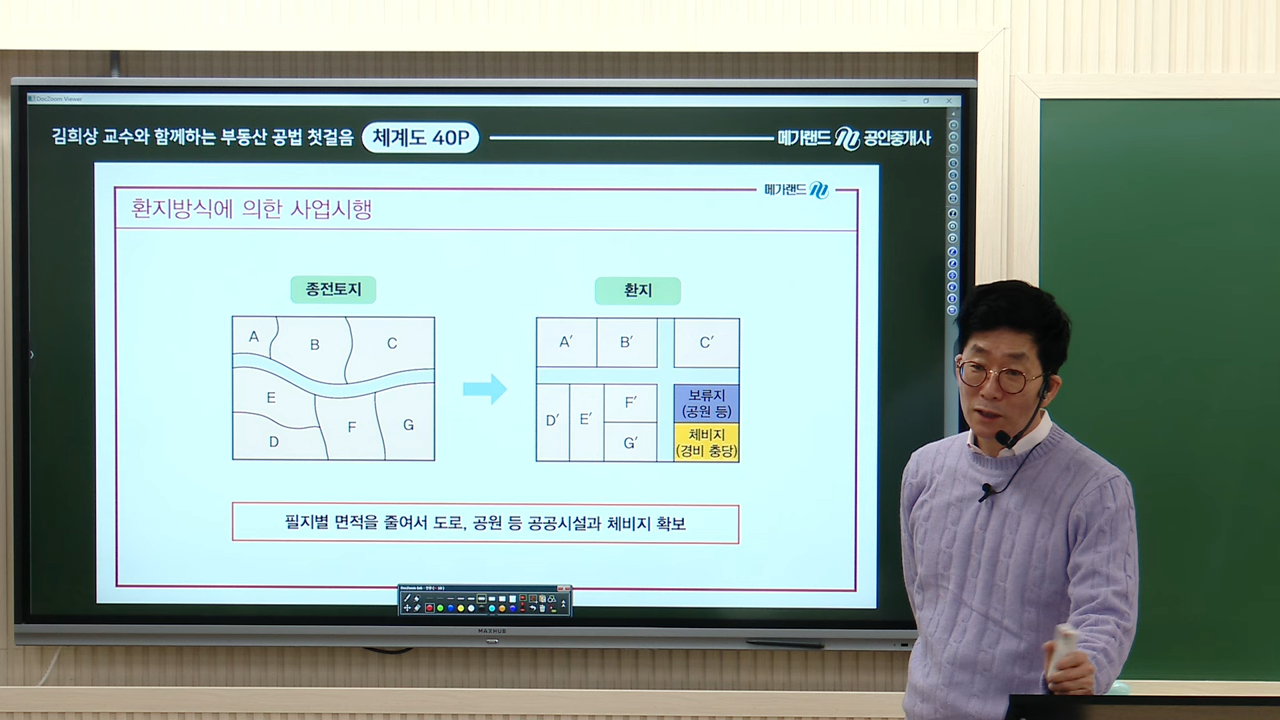 DocZoom Viewer
김희상 교수와 함께하는 부동산 공법 첫걸음 체계도 40P 메가랜드 공인중개사
메가랜드
환지방식에 의한 사업시행
종전토지
환지
A B C
E
D F G
A′ B′ C′
D′ E′ F′
G′
보류지
(공원 등)
체비지
(경비 충당)
필지별 면적을 줄여서 도로, 공원 등 공공시설과 체비지 확보
MAXHUB